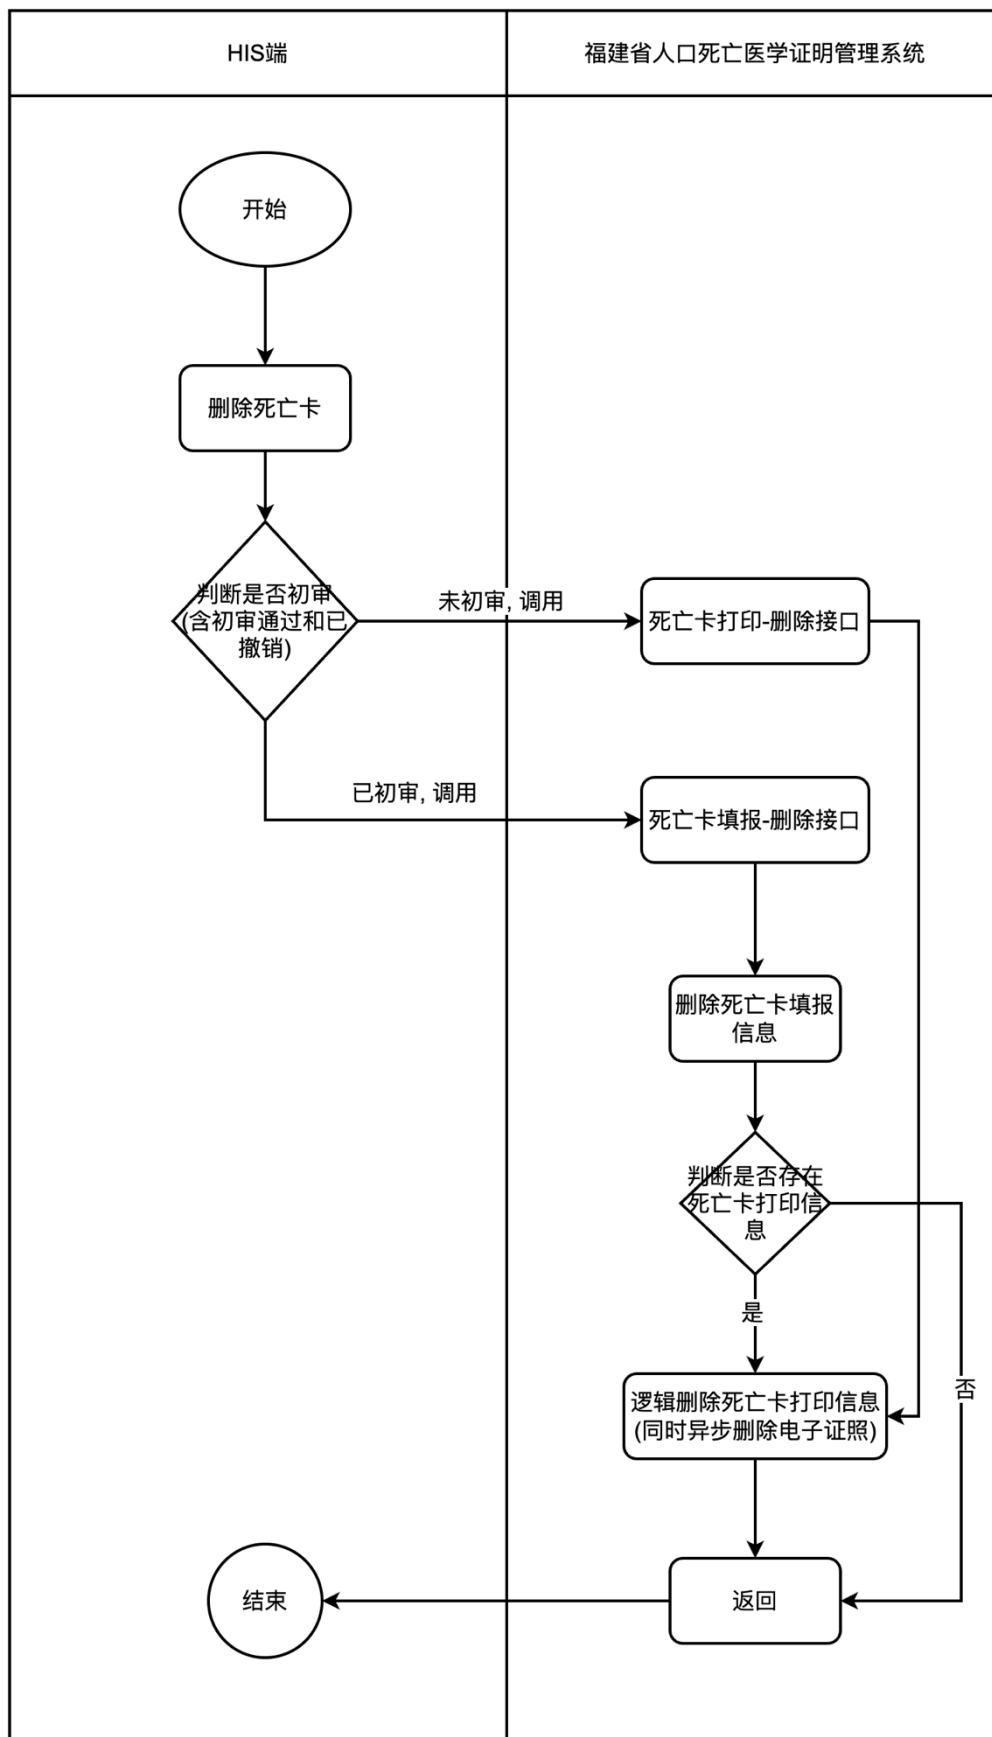 HIS端
福建省人口死亡医学证明管理系统
开始
删除死亡卡
判断是否初审
(含初审通过和已
撤销)
未初审, 调用
死亡卡打印-删除接口
已初审, 调用
死亡卡填报-删除接口
删除死亡卡填报
信息
判断是否存在
死亡卡打印信
息
是
否
逻辑删除死亡卡打印信息
(同时异步删除电子证照)
返回
结束